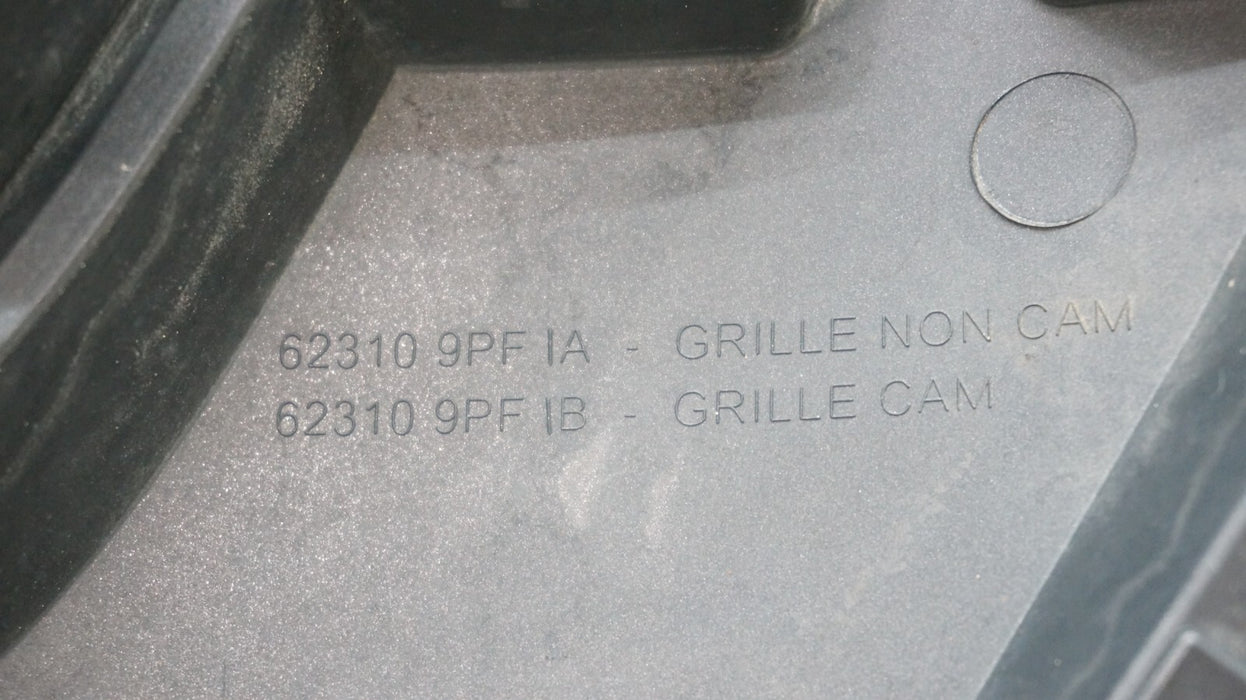 62310 9PF IA - GRILLE NON CAM
62310 9PF IB - GRILLE CAM